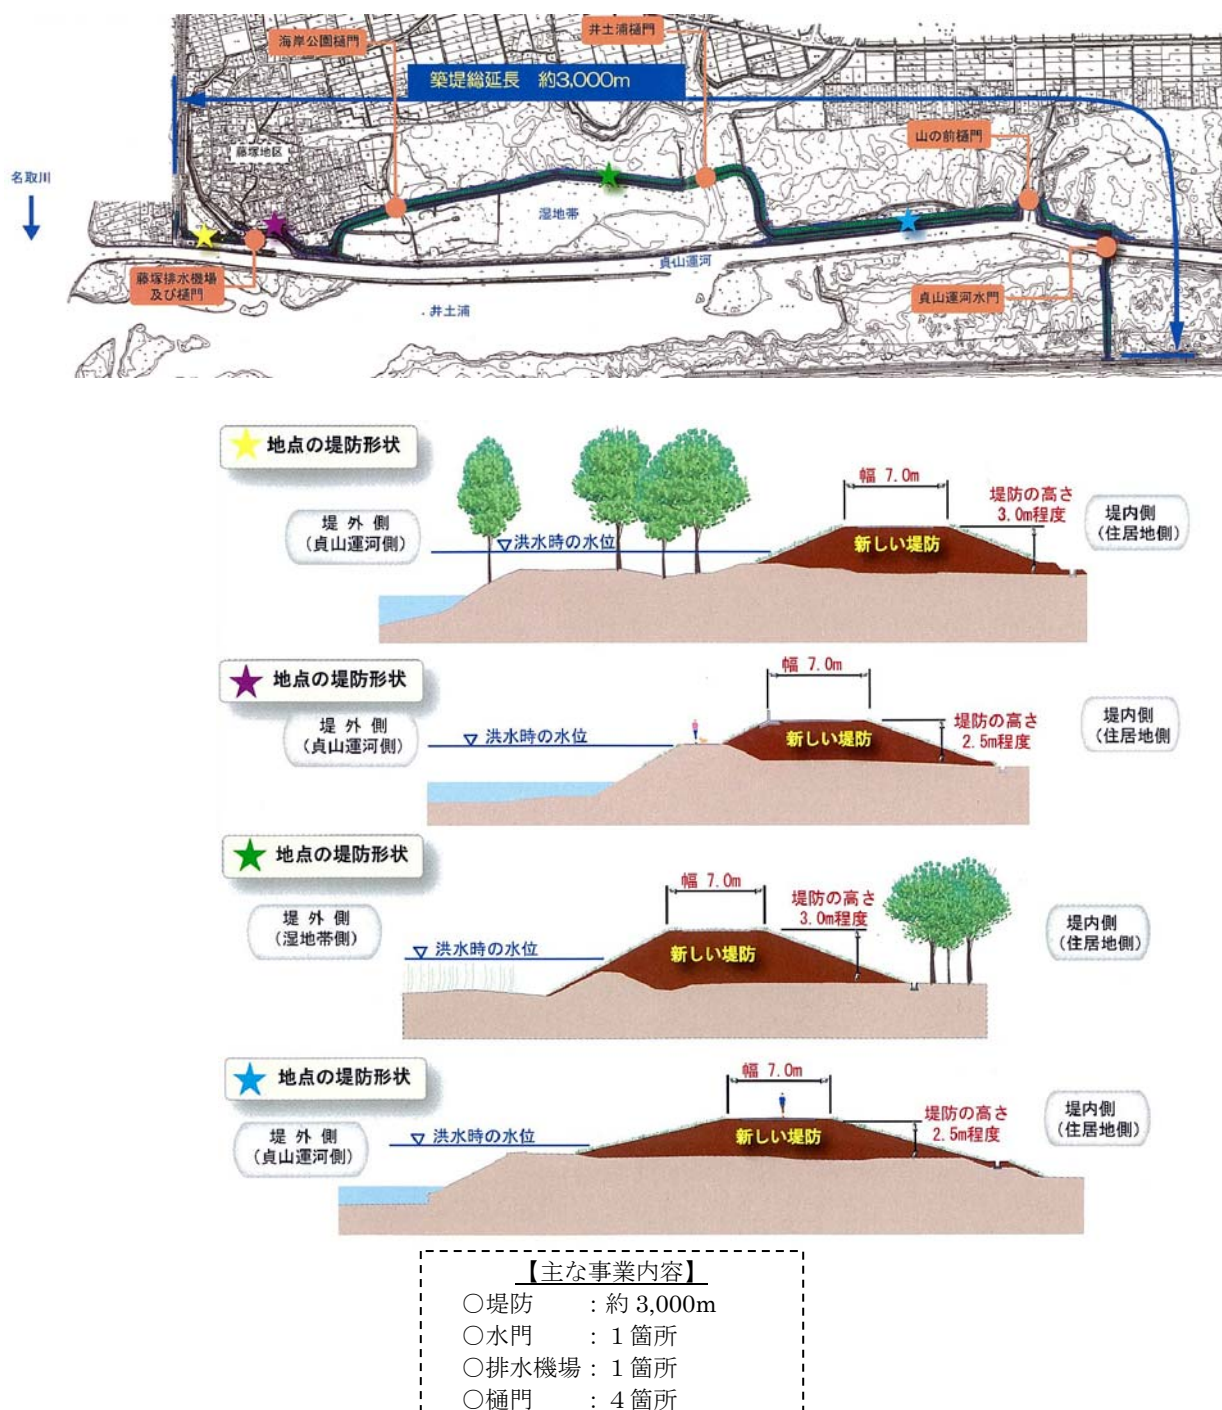 海岸公園樋門
井土浦樋門
築堤総延長 約3,000m
山の前樋門
藤塚地区
名取川
湿地帯
貞山運河
藤塚排水機場
及び樋門
貞山運河水門
井土浦
地点の堤防形状
幅 7.0m
堤防の高さ
3.0m程度
堤内側
(住居地側)
堤外側
(貞山運河側)
洪水時の水位
新しい堤防
地点の堤防形状
幅 7.0m
堤外側
(貞山運河側)
洪水時の水位
新しい堤防
堤防の高さ
2.5m程度
堤内側
(住居地側
地点の堤防形状
幅 7.0m
堤外側
(湿地帯側)
洪水時の水位
新しい堤防
堤防の高さ
3.0m程度
堤内側
(住居地側)
地点の堤防形状
幅 7.0m
堤外側
(貞山運河側)
洪水時の水位
新しい堤防
堤防の高さ
2.5m程度
堤内側
(住居地側)
【主な事業内容】
○堤防 : 約 3,000m
○水門 : 1 箇所
○排水機場 : 1 箇所
○樋門 : 4 箇所